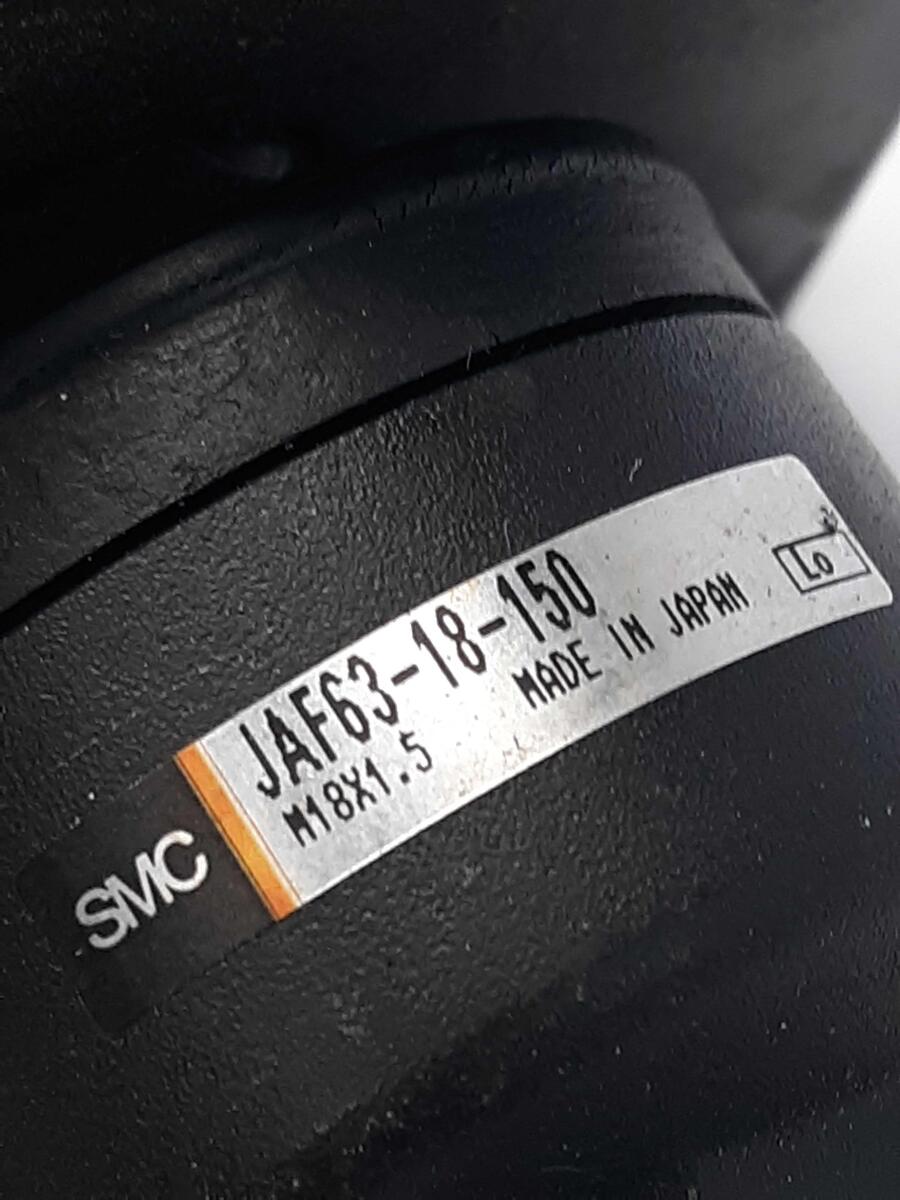 SMC
JAF63-18-150
M18X1.5
MADE IN JAPAN
Lo